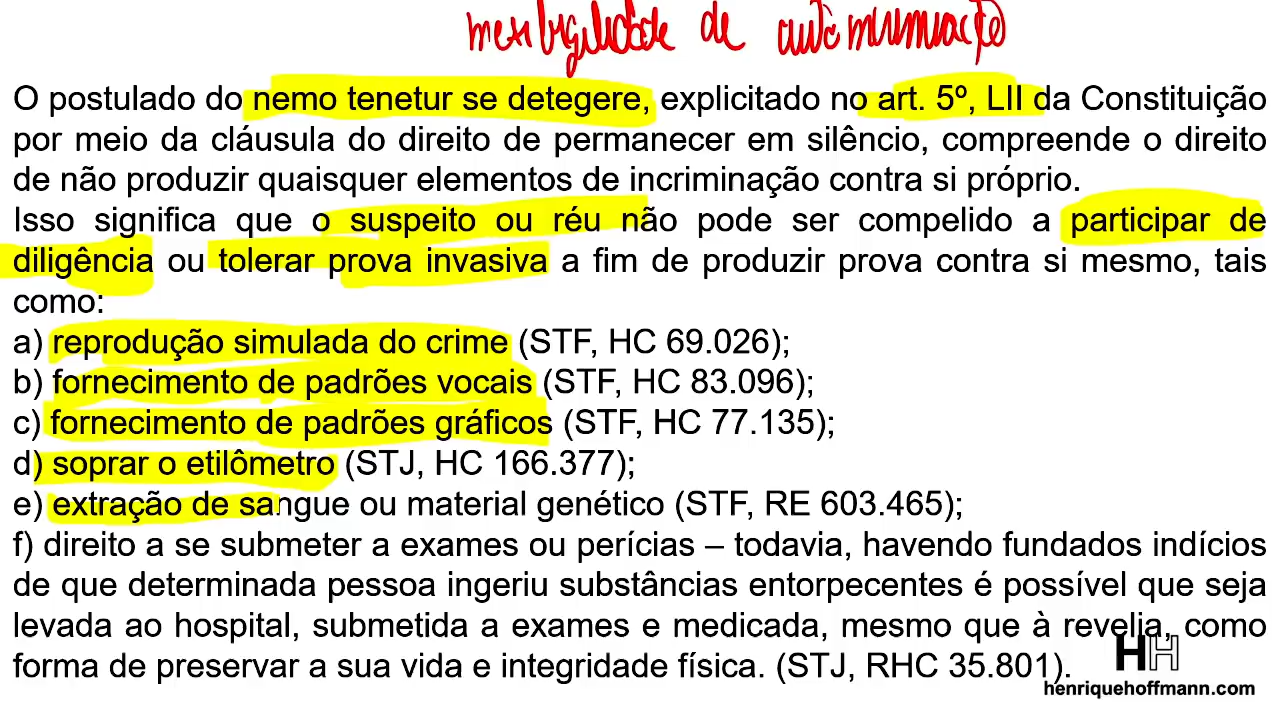 inexigibilidade de autoincriminação
O postulado do nemo tenetur se detegere, explicitado no art. 5º, LII da Constituição
por meio da cláusula do direito de permanecer em silêncio, compreende o direito
de não produzir quaisquer elementos de incriminação contra si próprio.
Isso significa que o suspeito ou réu não pode ser compelido a participar de
diligência ou tolerar prova invasiva a fim de produzir prova contra si mesmo, tais
como:
a) reprodução simulada do crime (STF, HC 69.026);
b) fornecimento de padrões vocais (STF, HC 83.096);
c) fornecimento de padrões gráficos (STF, HC 77.135);
d) soprar o etilômetro (STJ, HC 166.377);
e) extração de sangue ou material genético (STF, RE 603.465);
f) direito a se submeter a exames ou perícias – todavia, havendo fundados indícios
de que determinada pessoa ingeriu substâncias entorpecentes é possível que seja
levada ao hospital, submetida a exames e medicada, mesmo que à revelia, como
forma de preservar a sua vida e integridade física. (STJ, RHC 35.801).
HH
henriquehoffmann.com